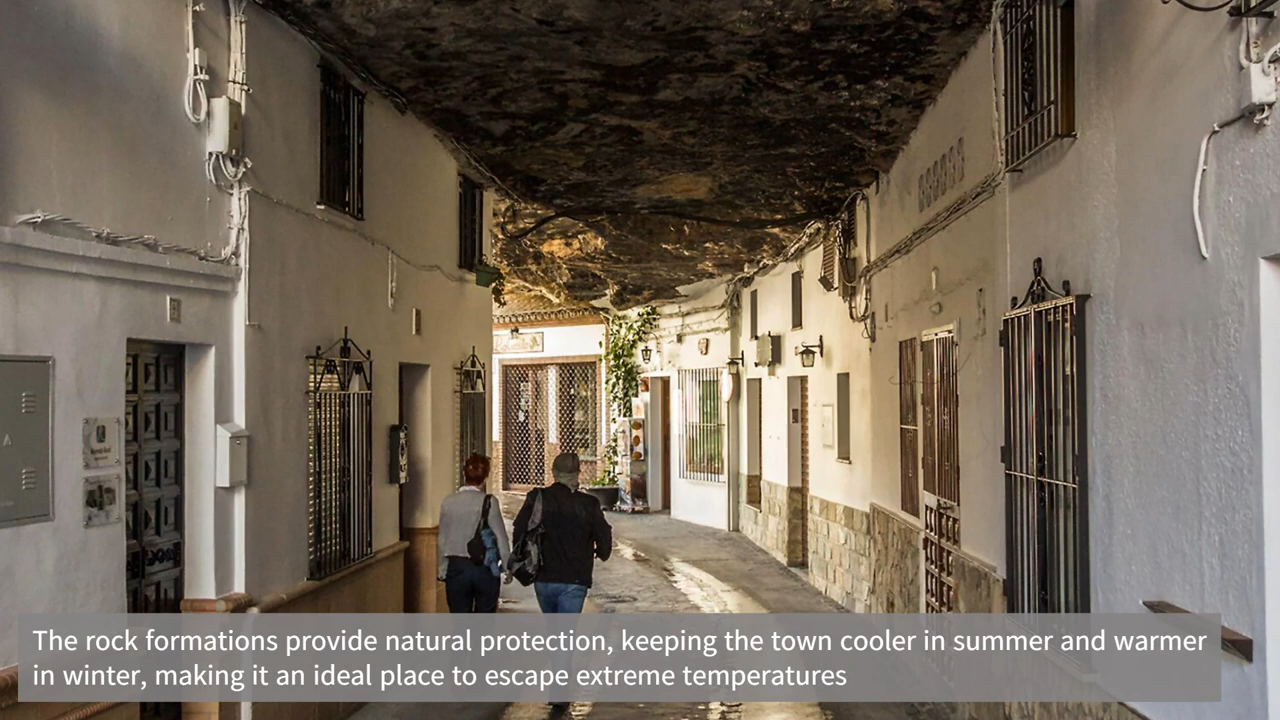 The rock formations provide natural protection, keeping the town cooler in summer and warmer
in winter, making it an ideal place to escape extreme temperatures